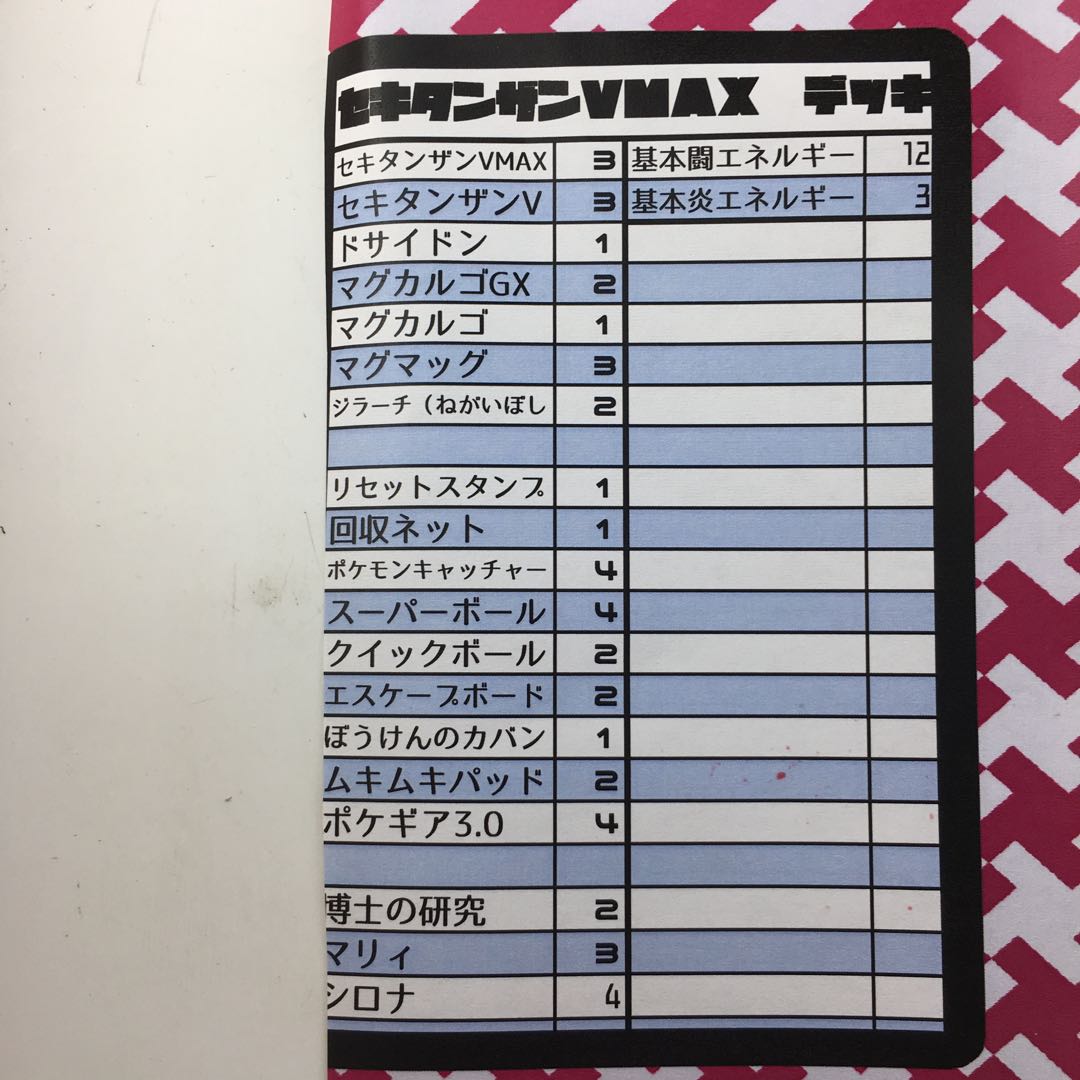 セキタンザンVMAX デッキ
セキタンザンVMAX 3 基本闘エネルギー 12
セキタンザンV 3 基本炎エネルギー 3
ドサイドン 1
マグカルゴGX 2
マグカルゴ 1
マグマッグ 3
ジラーチ（ねがいぼし 2
リセットスタンプ 1
回収ネット 1
ポケモンキャッチャー 4
スーパーボール 4
クイックボール 2
エスケープボード 2
ぼうけんのカバン 1
ムキムキパッド 2
ポケギア3.0 4
博士の研究 2
マリィ 3
シロナ 4